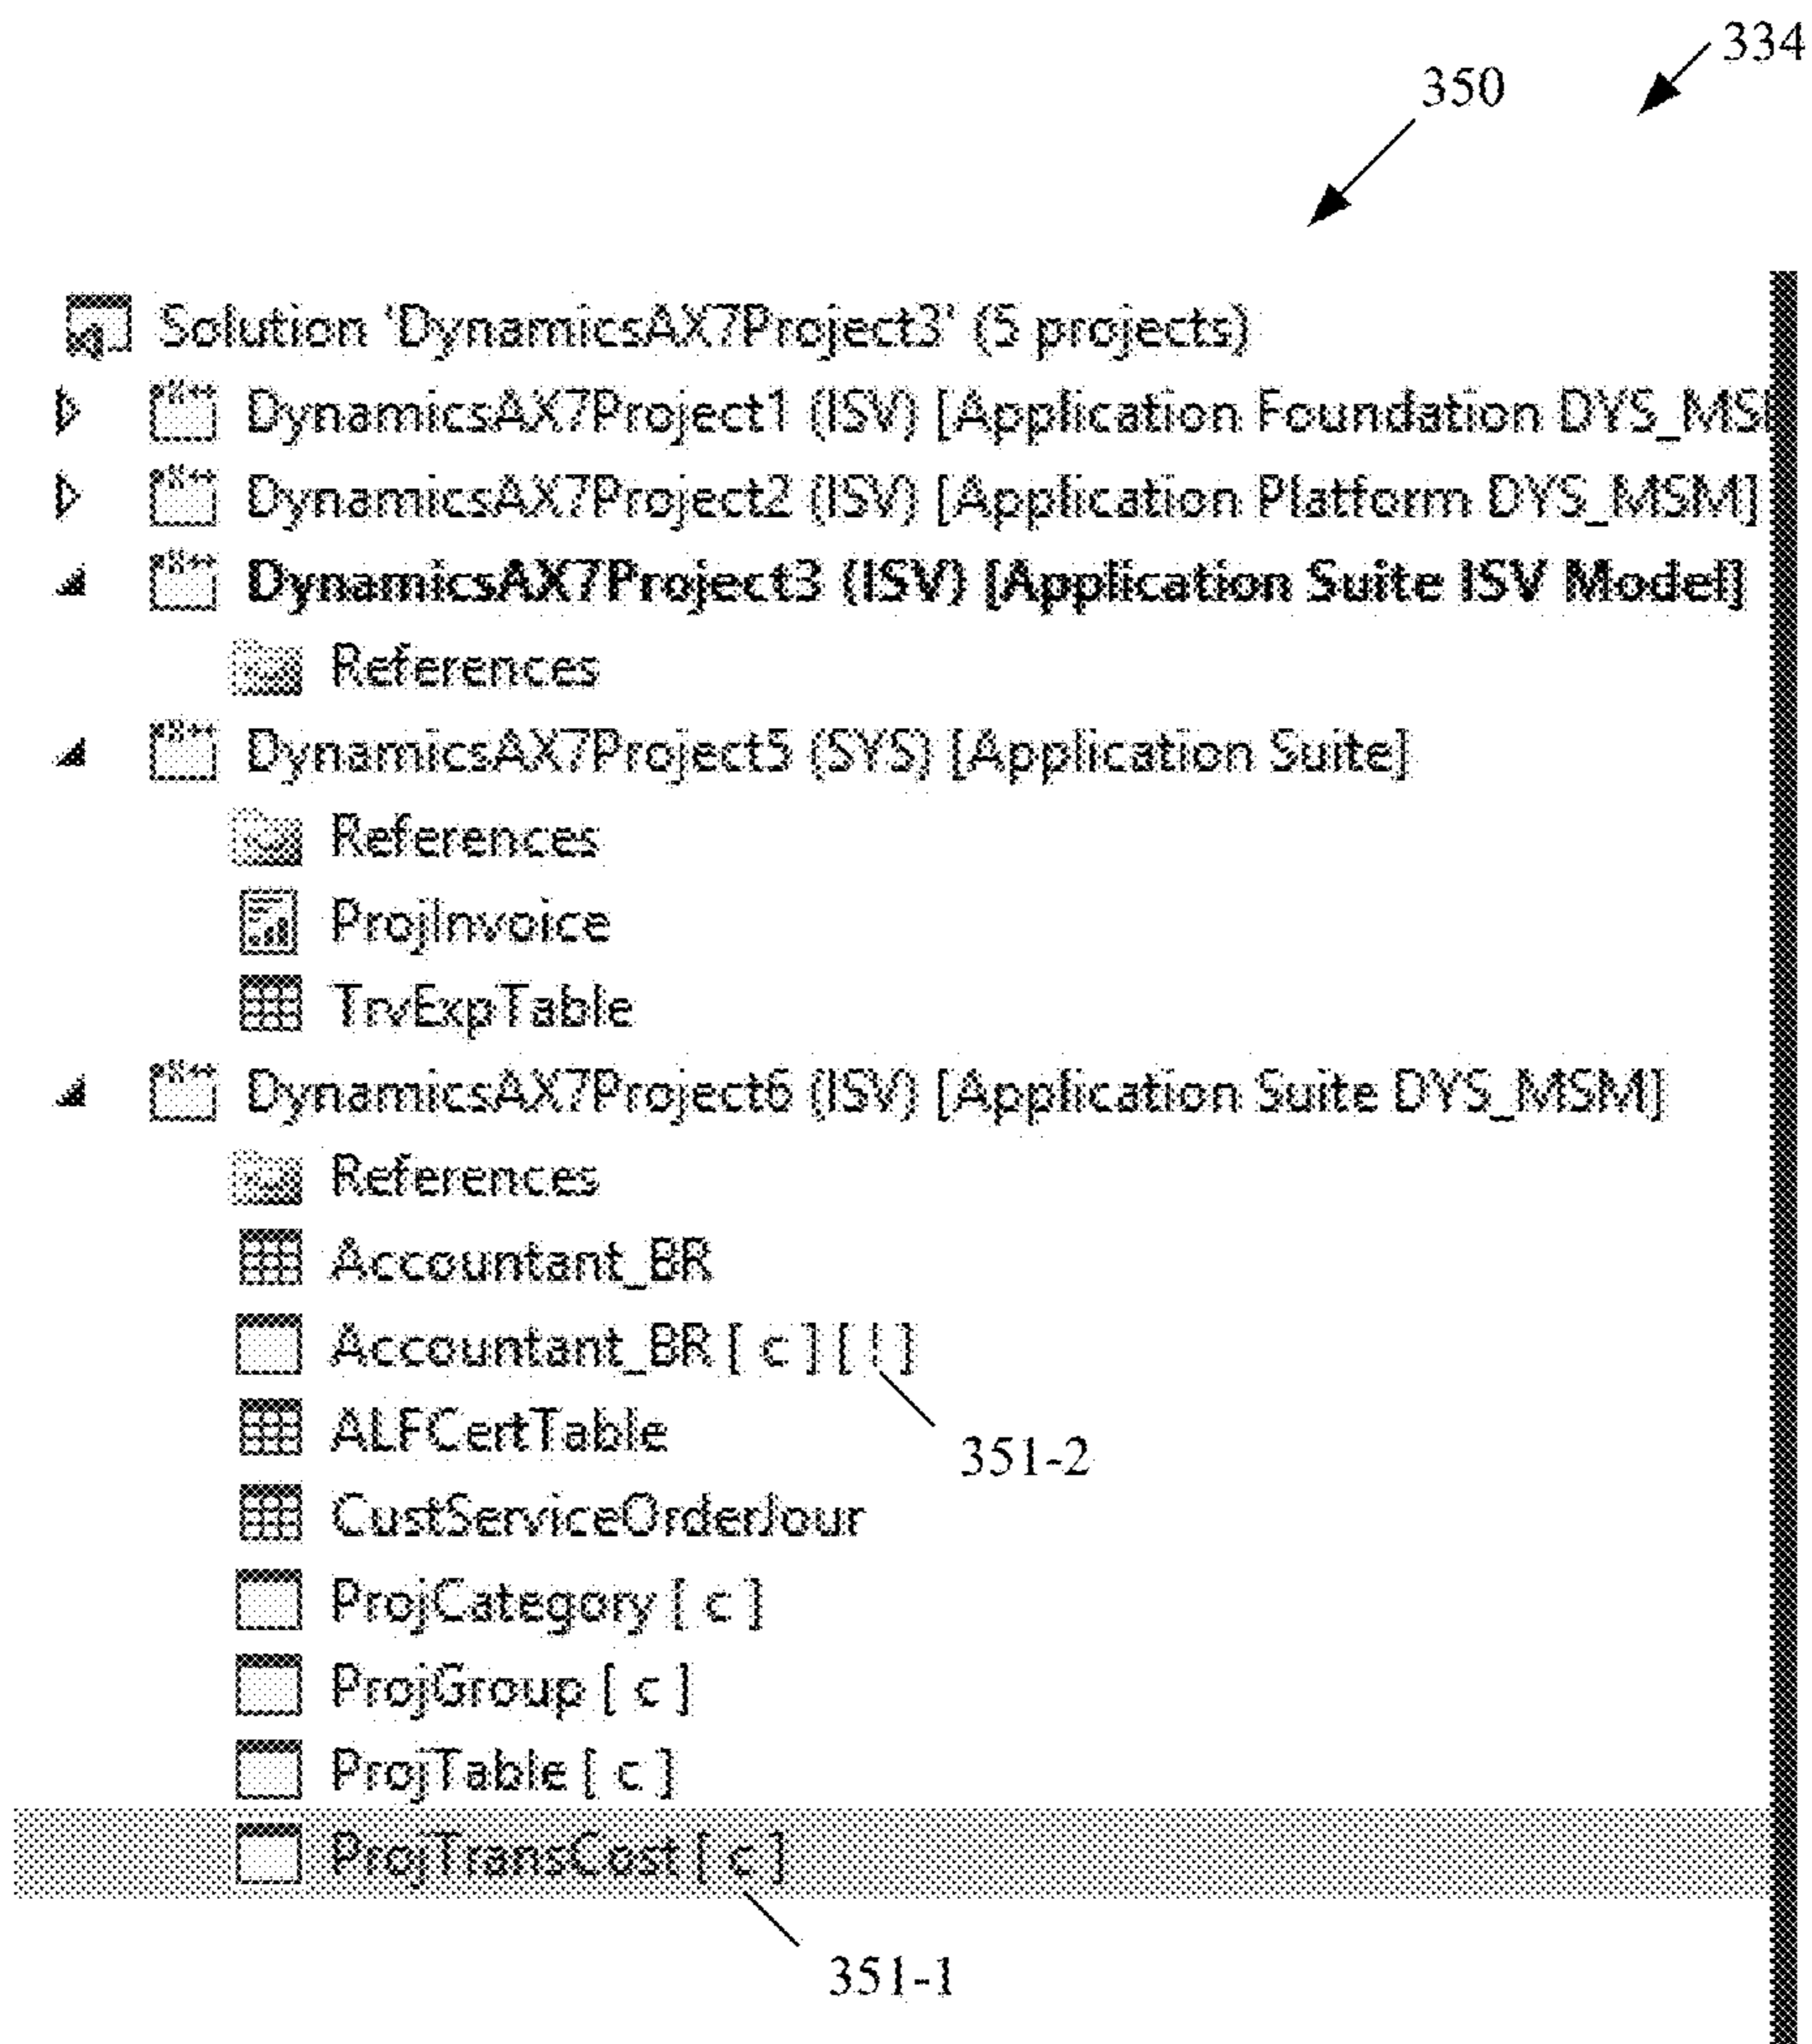 334
350
Solution 'DynamicsAX7Project3' (5 projects)
DynamicsAX7Project1 (ISV) [Application Foundation DYS_MS
DynamicsAX7Project2 (ISV) [Application Platform DYS_MSM]
DynamicsAX7Project3 (ISV) [Application Suite ISV Model]
References
DynamicsAX7Project5 (SYS) [Application Suite]
References
ProjInvoice
TrvExpTable
DynamicsAX7Project6 (ISV) [Application Suite DYS_MSM]
References
Accountant_BR
Accountant_BR [ c ] [ ! ]
ALFCertTable
351-2
CustServiceOrderJour
ProjCategory [ c ]
ProjGroup [ c ]
ProjTable [ c ]
ProjTransCost [ c ]
351-1